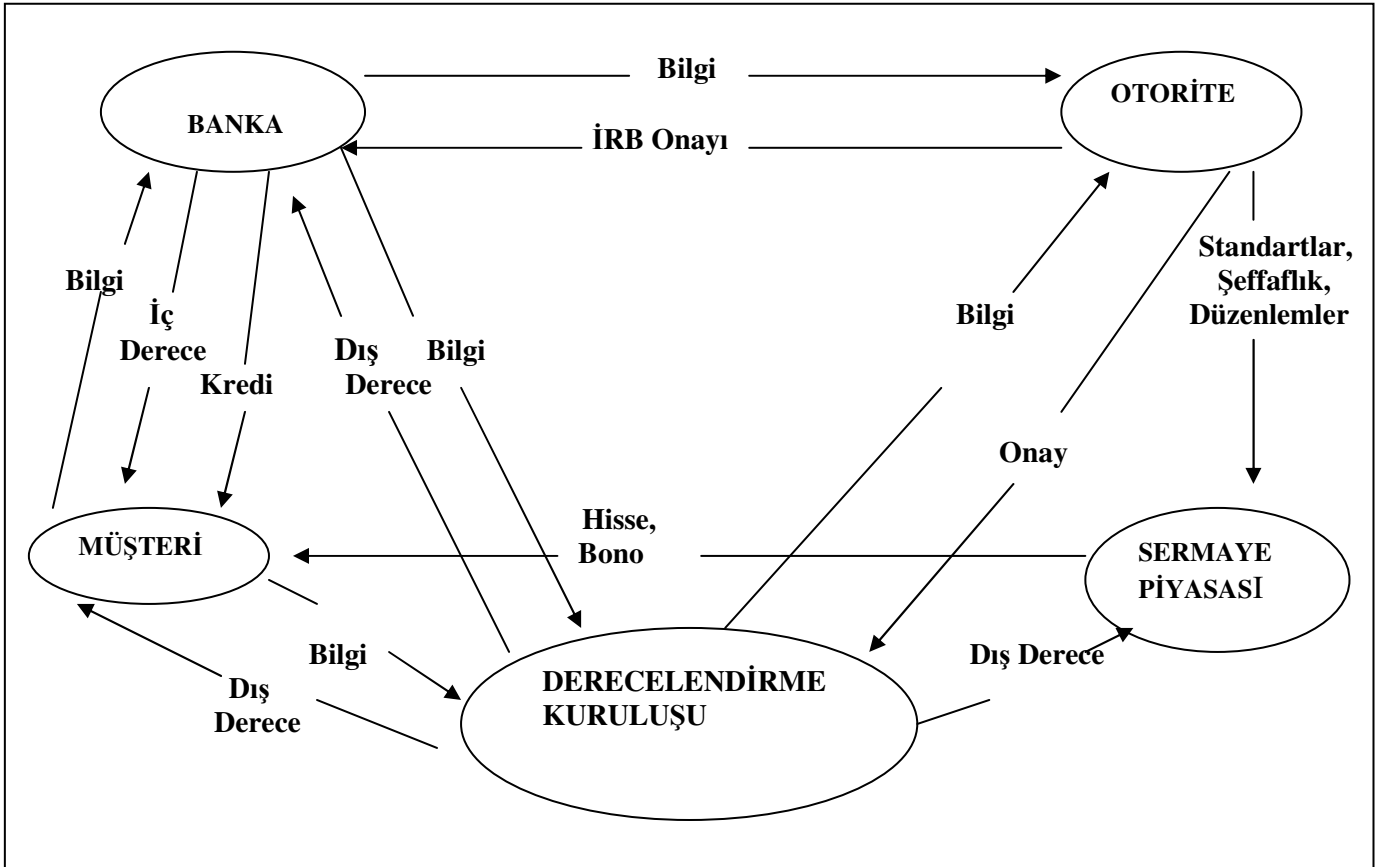 Bilgi
OTORİTE
BANKA
İRB Onayı
Standartlar,
Şeffaflık,
Düzenlemler
Bilgi
İç
Derece
Kredi
Dış
Derece
Bilgi
Bilgi
Onay
Hisse,
Bono
MÜŞTERİ
SERMAYE
PİYASASI
Bilgi
Dış
Derece
DERECELENDİRME
KURULUŞU
Dış Derece